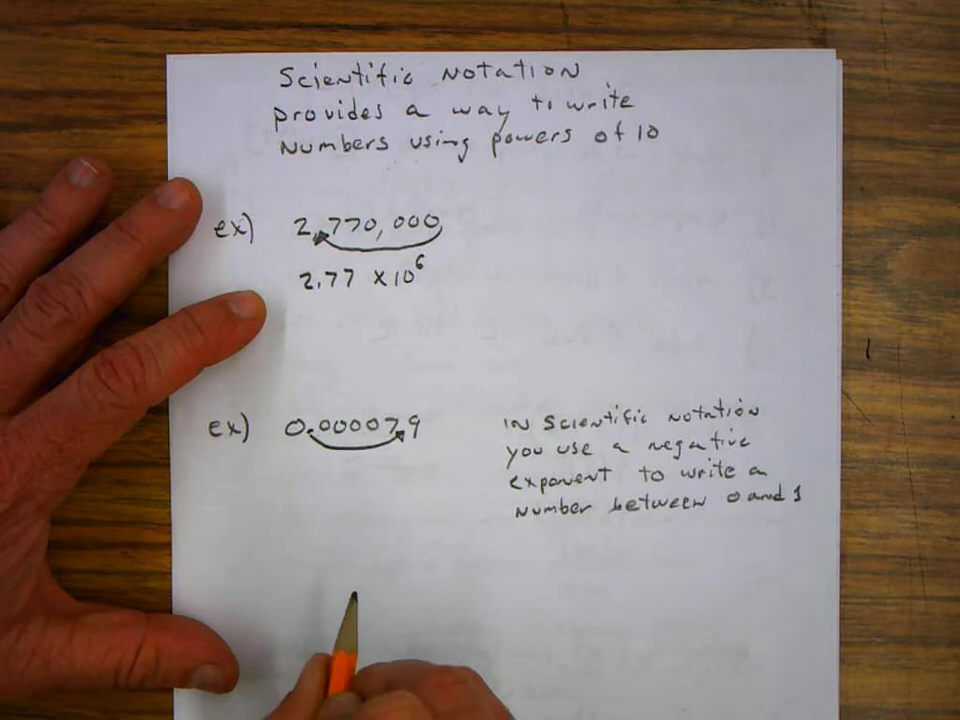 Scientific Notation
provides a way to write
Numbers using powers of 10
ex) 2,770,000
2.77 x10⁶
ex) 0.000079
IN Scientific Notation
you use a negative
exponent to write a
Number between 0 and 1